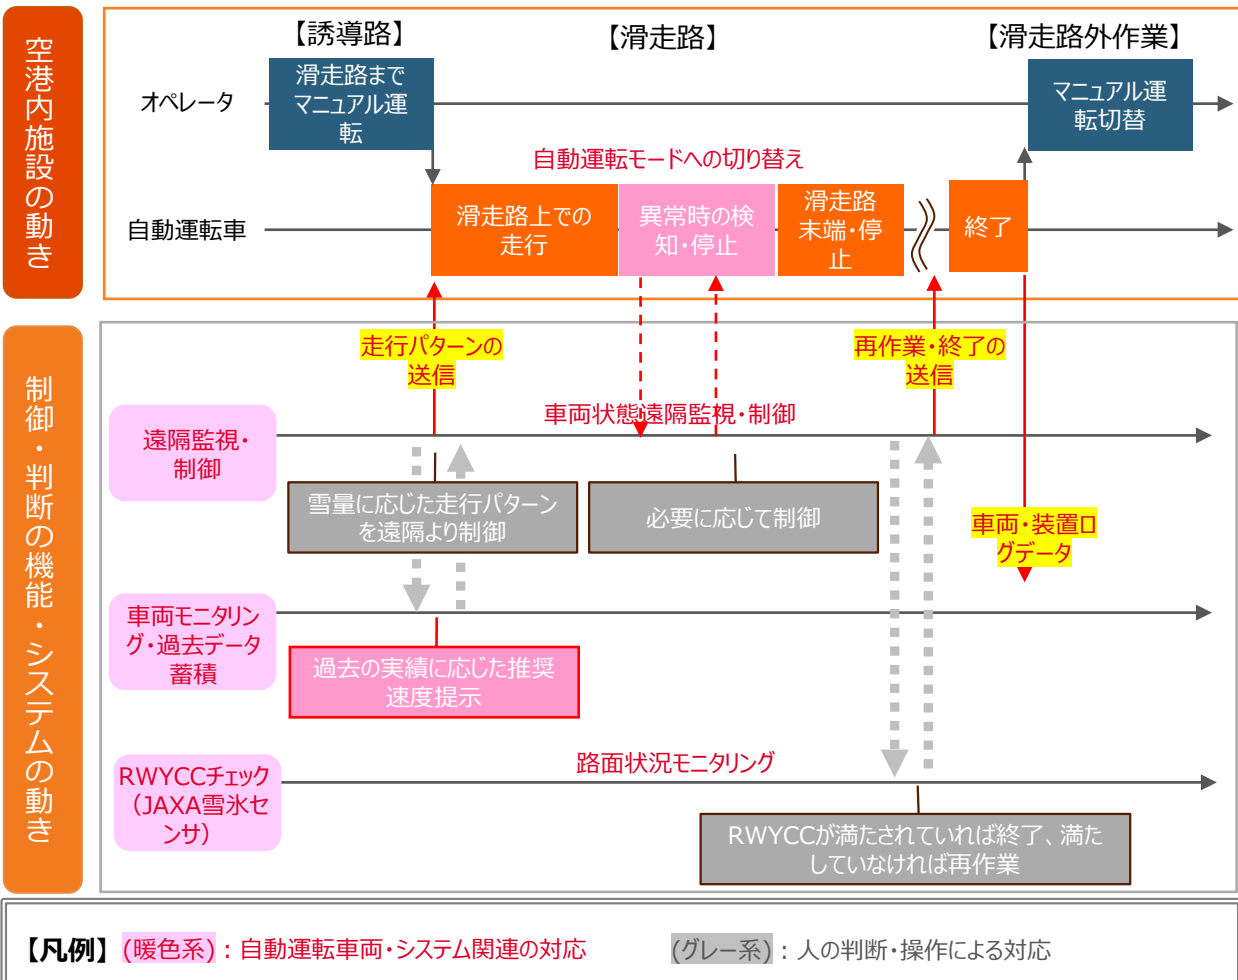 空港内施設の動き
【誘導路】
【滑走路】
【滑走路外作業】
オペレータ
滑走路まで
マニュアル運
転
マニュアル運
転切替
自動運転モードへの切り替え
自動運転車
滑走路上での
走行
異常時の検
知・停止
滑走路
末端・停
止
終了
制御・判断の機能・システムの動き
走行パターンの
送信
再作業・終了の
送信
車両状態遠隔監視・制御
遠隔監視・
制御
雪量に応じた走行パターン
を遠隔より制御
必要に応じて制御
車両・装置ロ
グデータ
車両モニタリン
グ・過去データ
蓄積
過去の実績に応じた推奨
速度提示
路面状況モニタリング
RWYCCチェック
（JAXA雪氷セ
ンサ）
RWYCCが満たされていれば終了、満た
していなければ再作業
【凡例】(暖色系)：自動運転車両・システム関連の対応
(グレー系)：人の判断・操作による対応